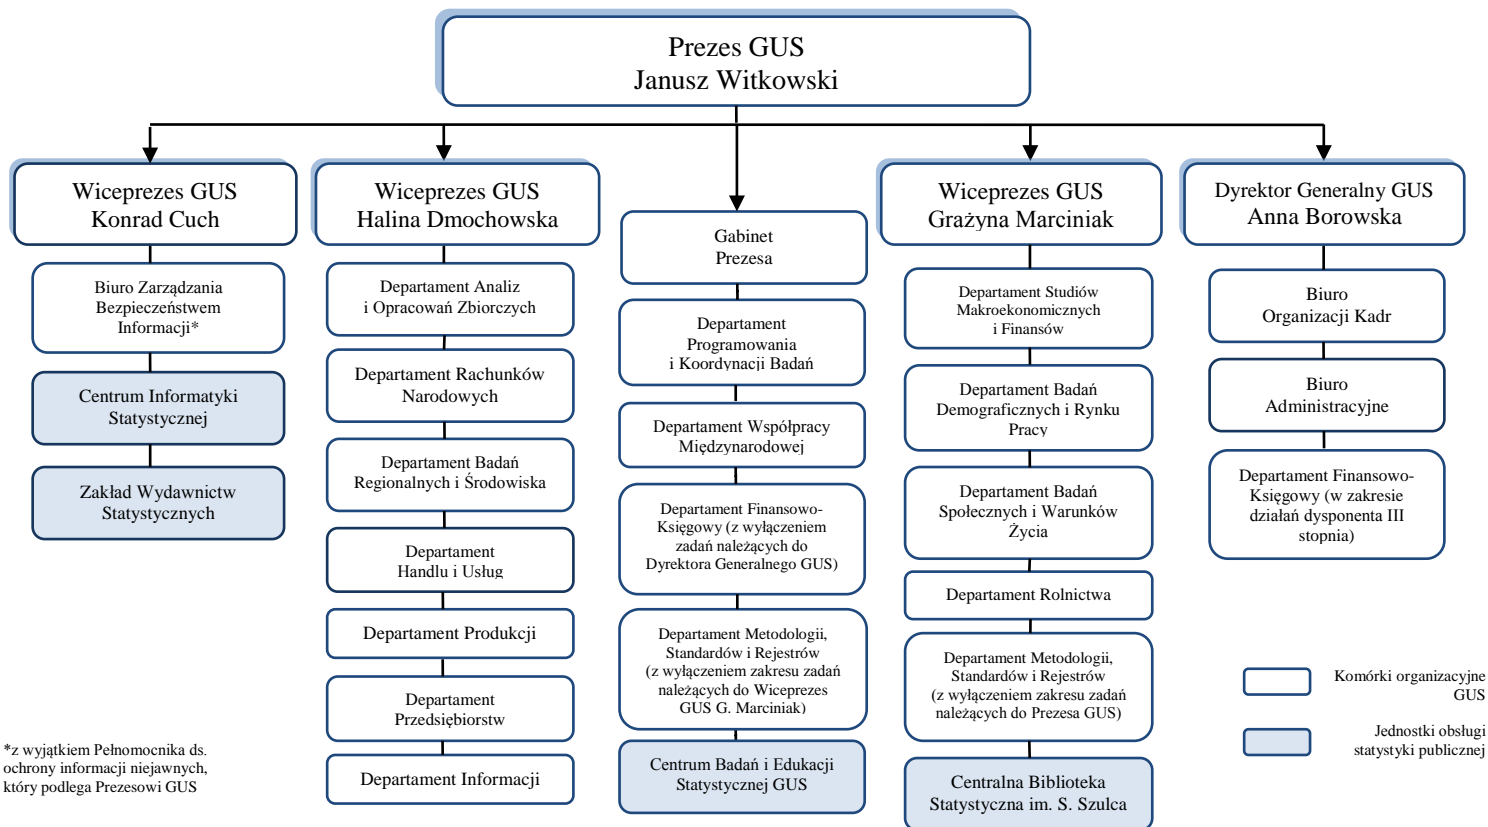 Prezes GUS
Janusz Witkowski
Wiceprezes GUS
Konrad Cuch
Biuro Zarządzania
Bezpieczeństwem
Informacji*
Centrum Informatyki
Statystycznej
Zakład Wydawnictw
Statystycznych
Wiceprezes GUS
Halina Dmochowska
Departament Analiz
i Opracowań Zbiorczych
Departament Rachunków
Narodowych
Departament Badań
Regionalnych i Środowiska
Departament
Handlu i Usług
Departament Produkcji
Departament
Przedsiębiorstw
Departament Informacji
Gabinet
Prezesa
Departament
Programowania
i Koordynacji Badań
Departament Współpracy
Międzynarodowej
Departament Finansowo-
Księgowy (z wyłączeniem
zadań należących do
Dyrektora Generalnego GUS)
Departament Metodologii,
Standardów i Rejestrów
(z wyłączeniem zakresu zadań
należących do Wiceprezes
GUS G. Marciniak)
Centrum Badań i Edukacji
Statystycznej GUS
Wiceprezes GUS
Grażyna Marciniak
Departament Studiów
Makroekonomicznych
i Finansów
Departament Badań
Demograficznych i Rynku
Pracy
Departament Badań
Społecznych i Warunków
Życia
Departament Rolnictwa
Departament Metodologii,
Standardów i Rejestrów
(z wyłączeniem zakresu zadań
należących do Prezesa GUS)
Centralna Biblioteka
Statystyczna im. S. Szulca
Dyrektor Generalny GUS
Anna Borowska
Biuro
Organizacji Kadr
Biuro
Administracyjne
Departament Finansowo-
Księgowy (w zakresie
działań dysponenta III
stopnia)
Komórki organizacyjne
GUS
Jednostki obsługi
statystyki publicznej
*z wyjątkiem Pełnomocnika ds.
ochrony informacji niejawnych,
który podlega Prezesowi GUS